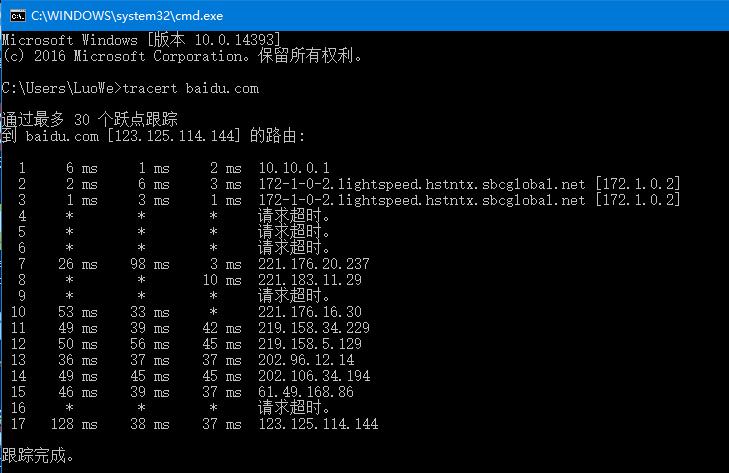 C:\WINDOWS\system32\cmd.exe
Microsoft Windows [版本 10.0.14393]
(c) 2016 Microsoft Corporation。保留所有权利。
C:\Users\LuoWe>tracert baidu.com
通过最多 30 个跃点跟踪
到 baidu.com [123.125.114.144] 的路由:
1 6 ms 1 ms 2 ms 10.10.0.1
2 2 ms 6 ms 3 ms 172-1-0-2.lightspeed.hstntx.sbcglobal.net [172.1.0.2]
3 1 ms 3 ms 1 ms 172-1-0-2.lightspeed.hstntx.sbcglobal.net [172.1.0.2]
4 * * * 请求超时。
5 * * * 请求超时。
6 * * * 请求超时。
7 26 ms 98 ms 3 ms 221.176.20.237
8 * * 10 ms 221.183.11.29
9 * * * 请求超时。
10 53 ms 33 ms * 221.176.16.30
11 49 ms 39 ms 42 ms 219.158.34.229
12 50 ms 56 ms 45 ms 219.158.5.129
13 36 ms 37 ms 37 ms 202.96.12.14
14 49 ms 45 ms 45 ms 202.106.34.194
15 46 ms 39 ms 37 ms 61.49.168.86
16 * * * 请求超时。
17 128 ms 38 ms 37 ms 123.125.114.144
跟踪完成。